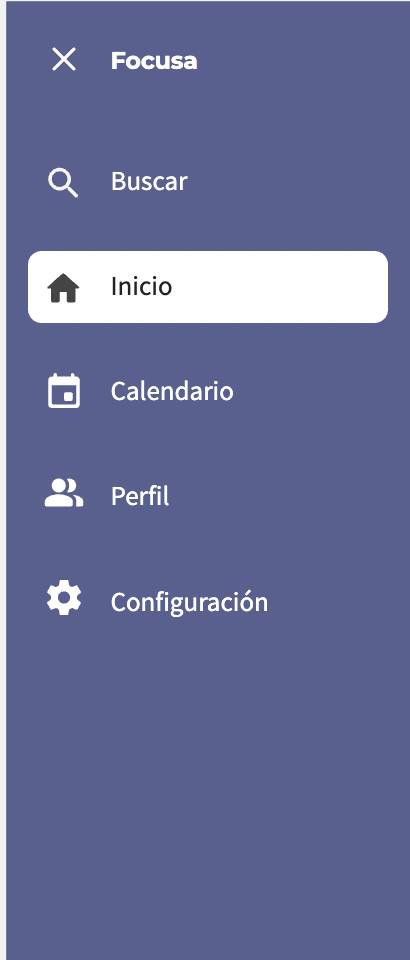 Focusa
Buscar
Inicio
Calendario
Perfil
Configuración